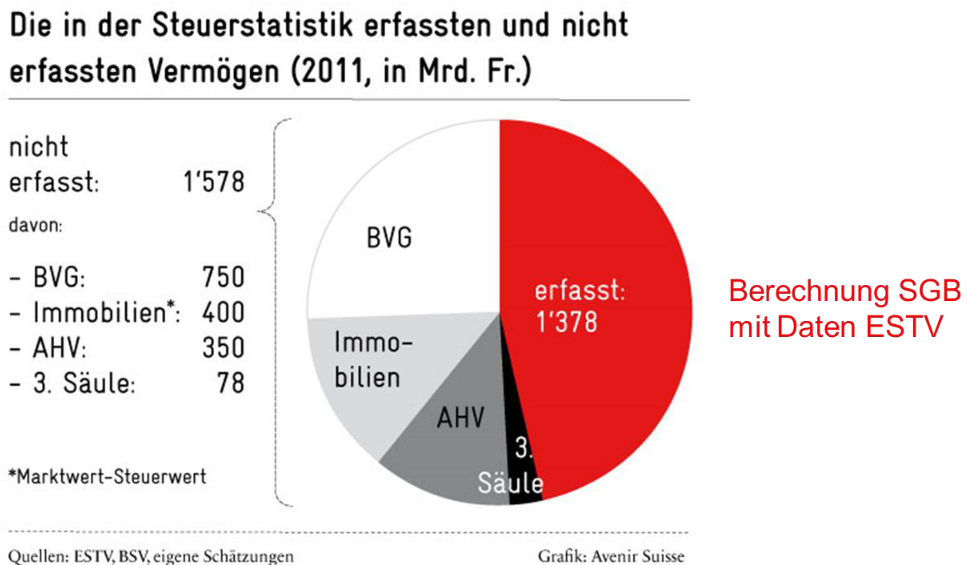 Die in der Steuerstatistik erfassten und nicht
erfassten Vermögen (2011, in Mrd. Fr.)
nicht
erfasst: 1'578
davon:
- BVG: 750
- Immobilien*: 400
- AHV: 350
- 3. Säule: 78
*Marktwert-Steuerwert
BVG
Immo-
bilien
AHV
3.
Säule
erfasst:
1'378
Berechnung SGB
mit Daten ESTV
Quellen: ESTV, BSV, eigene Schätzungen
Grafik: Avenir Suisse